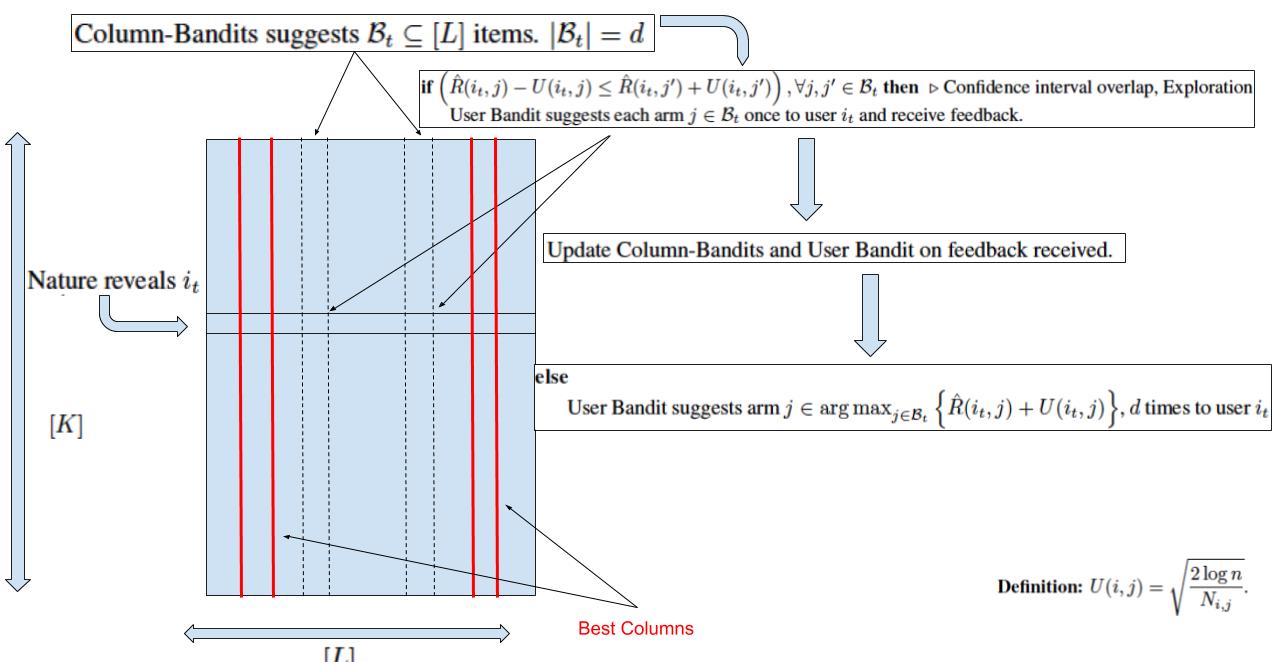 Column-Bandits suggests $\mathcal{B}_t \subseteq [L]$ items. $|\mathcal{B}_t| = d$
if $\left(\hat{R}(i_t, j) - U(i_t, j) \leq \hat{R}(i_t, j') + U(i_t, j')\right), \forall j, j' \in \mathcal{B}_t$ then ▷ Confidence interval overlap, Exploration
User Bandit suggests each arm $j \in \mathcal{B}_t$ once to user $i_t$ and receive feedback.
Update Column-Bandits and User Bandit on feedback received.
Nature reveals $i_t$
else
User Bandit suggests arm $j \in \arg\max_{j \in \mathcal{B}_t} \left\{\hat{R}(i_t, j) + U(i_t, j)\right\}$, $d$ times to user $i_t$
$[K]$
Definition: $U(i, j) = \sqrt{\frac{2 \log n}{N_{i,j}}}$.
Best Columns
$[L]$